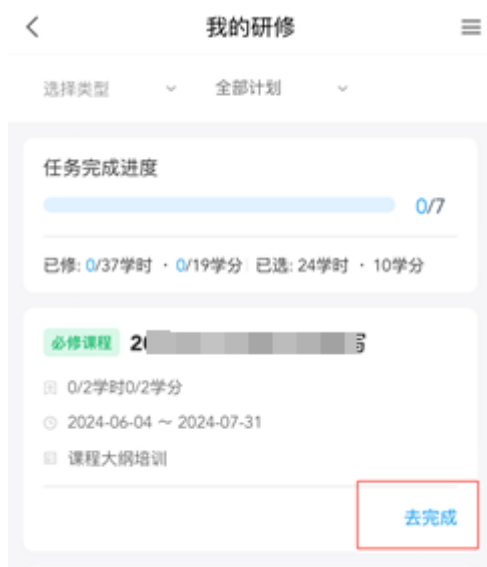 我的研修
选择类型 全部计划
任务完成进度
0/7
已修: 0/37学时 · 0/19学分 已选: 24学时 · 10学分
必修课程
0/2学时0/2学分
2024-06-04 ～ 2024-07-31
课程大纲培训
去完成